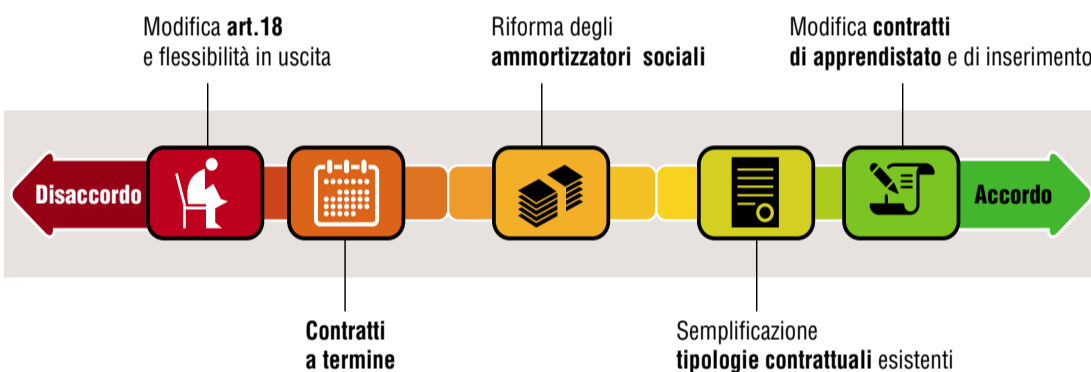 Modifica art.18
e flessibilità in uscita
Riforma degli
ammortizzatori sociali
Modifica contratti
di apprendistato e di inserimento
Disaccordo
Accordo
Contratti
a termine
Semplificazione
tipologie contrattuali esistenti